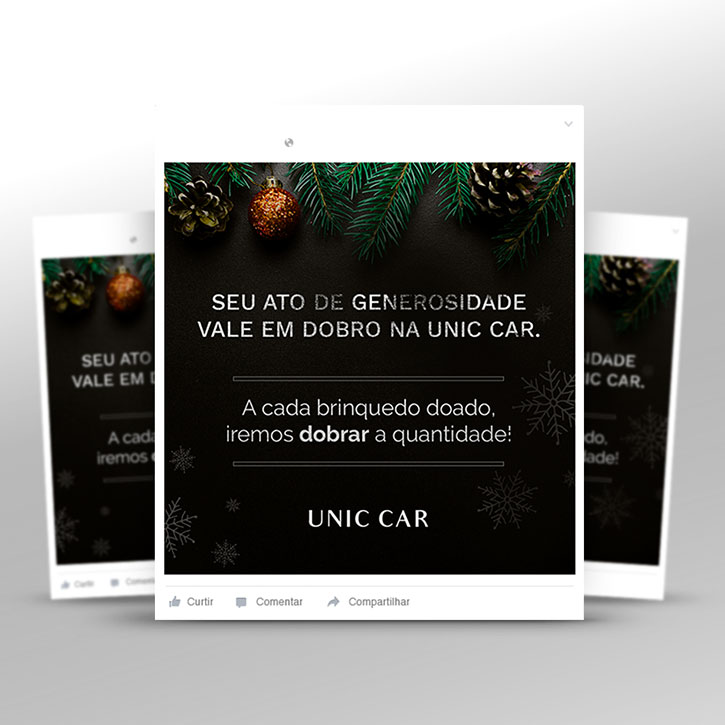 SEU ATO DE GENEROSIDADE
VALE EM DOBRO NA UNIC CAR.
A cada brinquedo doado,
iremos dobrar a quantidade!
UNIC CAR
Curtir
Comentar
Compartilhar
SEU ATO
VALE EM D
A cada
iremos d
Curtir
Comentar
IDADE
IC CAR.
do,
dade!